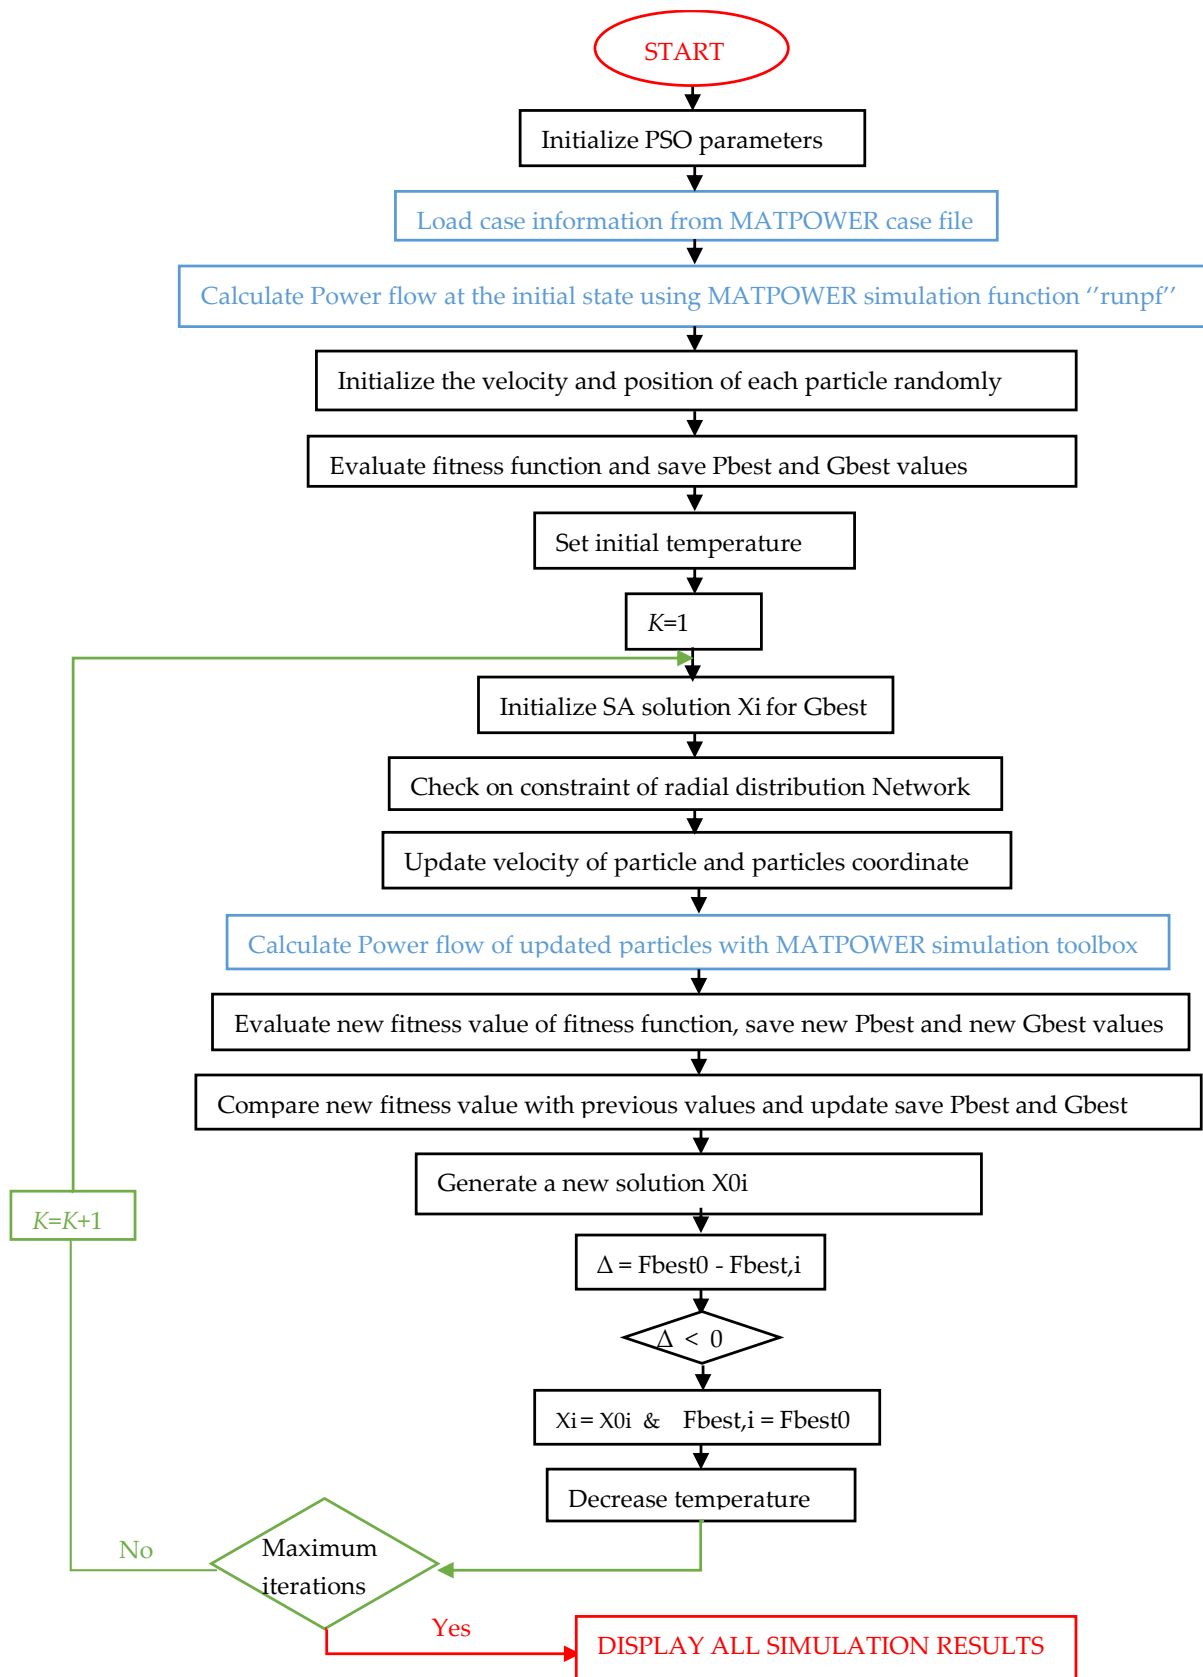 START
Initialize PSO parameters
Load case information from MATPOWER case file
Calculate Power flow at the initial state using MATPOWER simulation function ‘’runpf’’
Initialize the velocity and position of each particle randomly
Evaluate fitness function and save Pbest and Gbest values
Set initial temperature
K=1
Initialize SA solution Xi for Gbest
Check on constraint of radial distribution Network
Update velocity of particle and particles coordinate
Calculate Power flow of updated particles with MATPOWER simulation toolbox
Evaluate new fitness value of fitness function, save new Pbest and new Gbest values
Compare new fitness value with previous values and update save Pbest and Gbest
Generate a new solution X0i
K=K+1
Δ = Fbest0 - Fbest,i
Δ < 0
Xi = X0i & Fbest,i = Fbest0
Decrease temperature
No
Maximum
iterations
Yes
DISPLAY ALL SIMULATION RESULTS